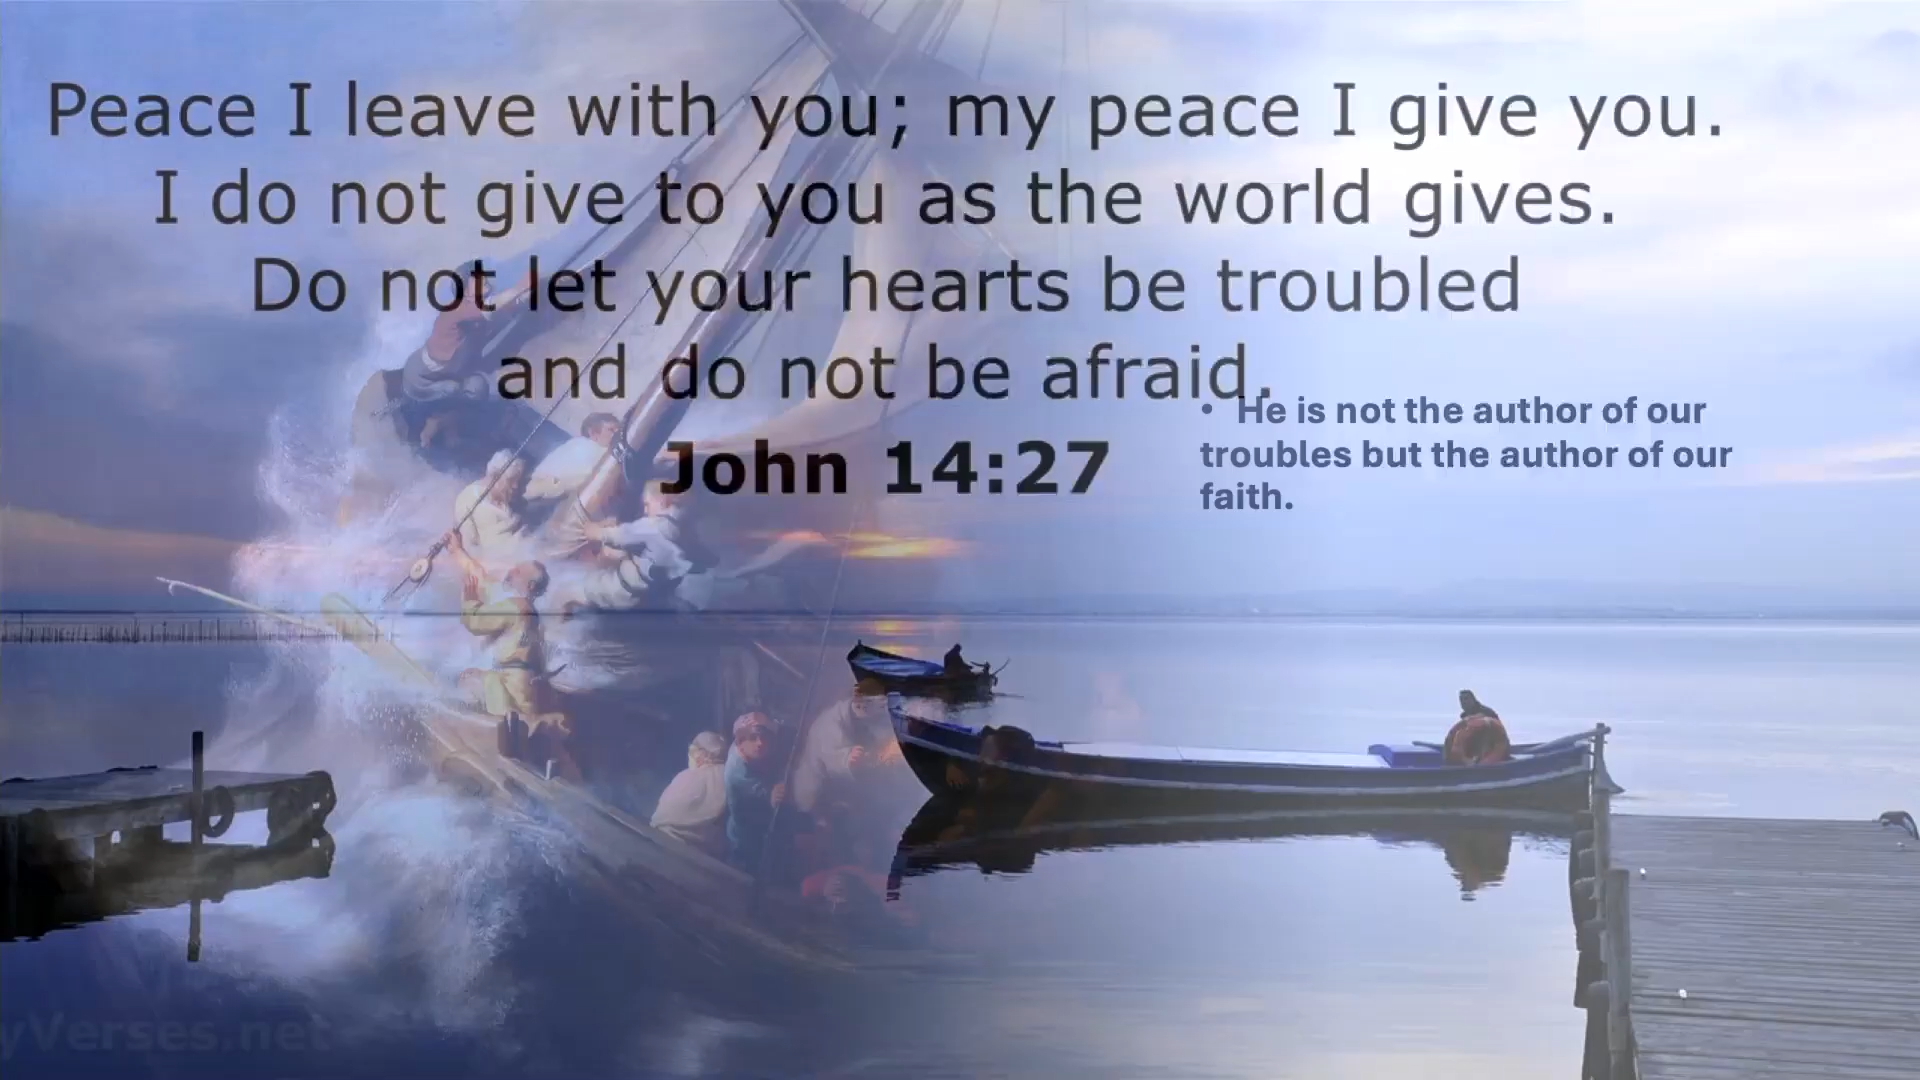 Peace I leave with you; my peace I give you.
I do not give to you as the world gives.
Do not let your hearts be troubled
and do not be afraid.
John 14:27
• He is not the author of our
troubles but the author of our
faith.
yVerses.net